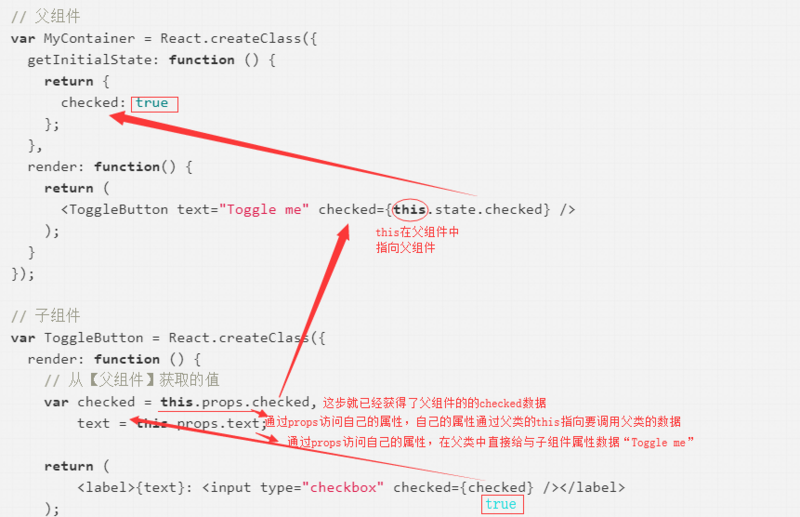 // 父组件
var MyContainer = React.createClass({
  getInitialState: function () {
    return {
      checked: true
    };
  },
  render: function() {
    return (
      <ToggleButton text="Toggle me" checked={this.state.checked} />
    );
this在父组件中
指向父组件
  }
});
// 子组件
var ToggleButton = React.createClass({
  render: function () {
    // 从【父组件】获取的值
    var checked = this.props.checked, 这步就已经获得了父组件的的checked数据
        text = this.props.text; 通过props访问自己的属性，自己的属性通过父类的this指向要调用父类的数据
通过props访问自己的属性，在父类中直接给与子组件属性数据“Toggle me”
    return (
        <label>{text}: <input type="checkbox" checked={checked} /></label>
true
    );